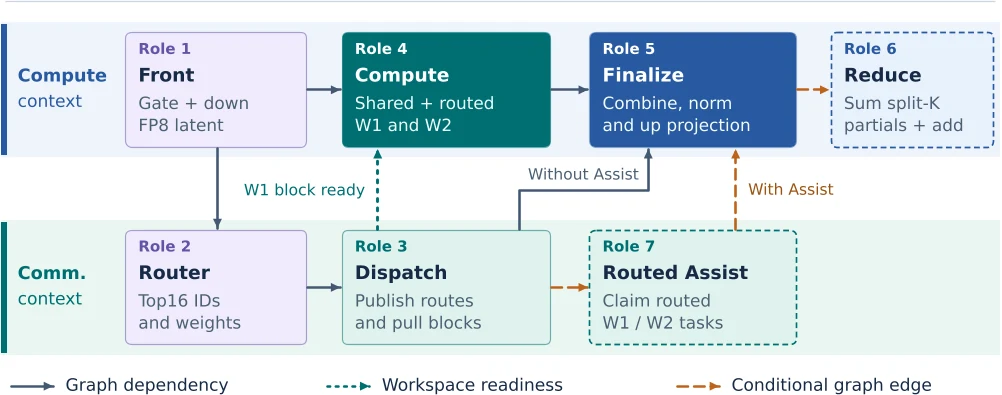 Compute
context
Role 1
Front
Gate + down
FP8 latent
Role 4
Compute
Shared + routed
W1 and W2
Role 5
Finalize
Combine, norm
and up projection
Role 6
Reduce
Sum split-K
partials + add
W1 block ready
Without Assist
With Assist
Comm.
context
Role 2
Router
Top16 IDs
and weights
Role 3
Dispatch
Publish routes
and pull blocks
Role 7
Routed Assist
Claim routed
W1 / W2 tasks
Graph dependency
Workspace readiness
Conditional graph edge